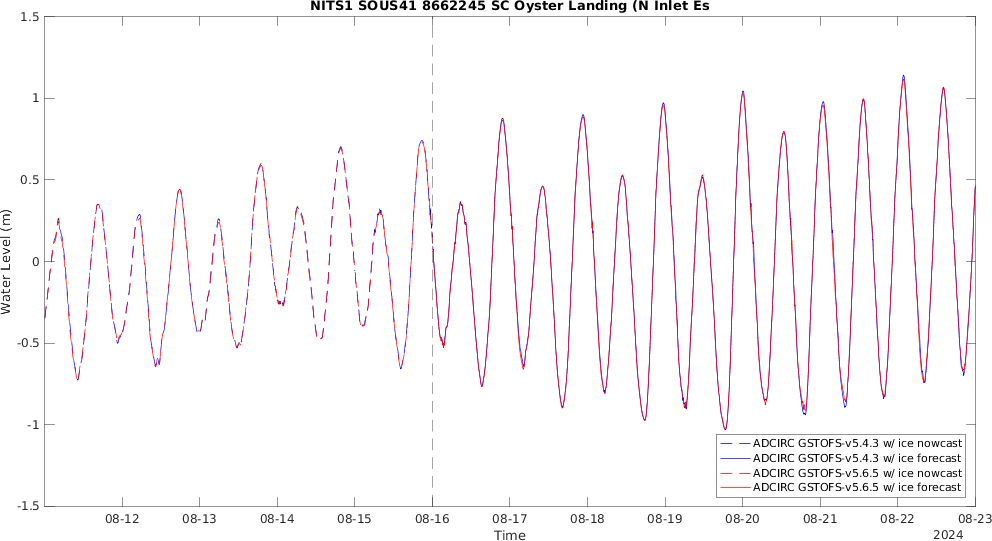 NITS1 SOUS41 8662245 SC Oyster Landing (N Inlet Es
1.5
1
0.5
0
-0.5
-1
-1.5
Water Level (m)
ADCIRC GSTOFS-v5.4.3 w/ ice nowcast
ADCIRC GSTOFS-v5.4.3 w/ ice forecast
ADCIRC GSTOFS-v5.6.5 w/ ice nowcast
ADCIRC GSTOFS-v5.6.5 w/ ice forecast
08-12 08-13 08-14 08-15 08-16 08-17 08-18 08-19 08-20 08-21 08-22 08-23
Time
2024